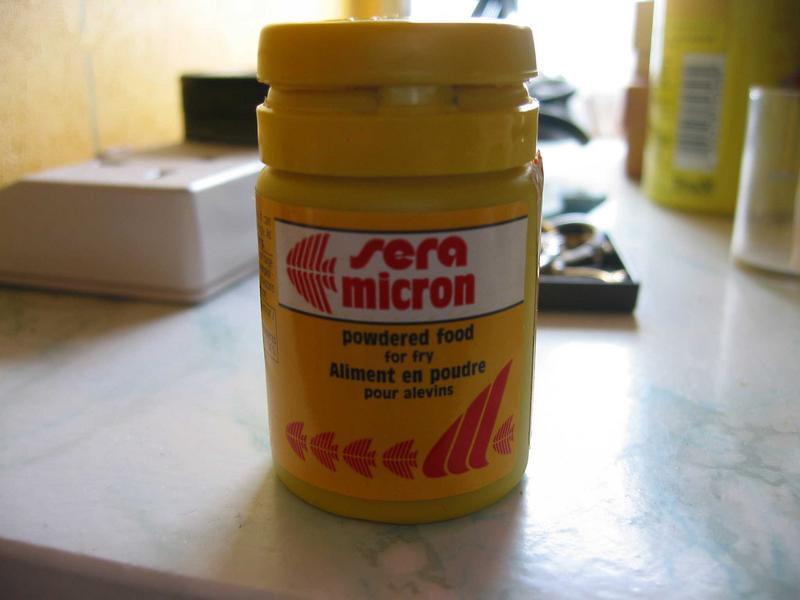 sera
micron
powdered food
for fry
Aliment en poudre
pour alevins